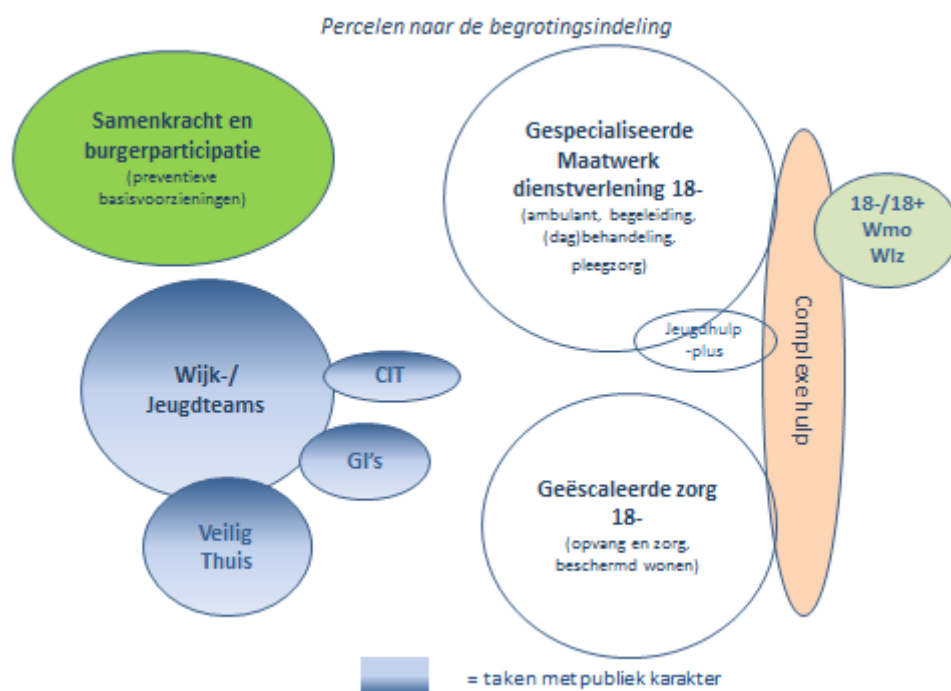 Percelen naar de begrotingsindeling
Samenkracht en
burgerparticipatie
(preventieve
basisvoorzieningen)
Gespecialiseerde
Maatwerk
dienstverlening 18-
(ambulant, begeleiding,
(dag)behandeling,
pleegzorg)
18-/18+
Wmo
Wlz
Complexe hulp
Jeugdhulp
-plus
Wijk-/
Jeugdteams
CIT
GI's
Veilig
Thuis
Geëscaleerde zorg
18-
(opvang en zorg,
beschermd wonen)
= taken met publiek karakter